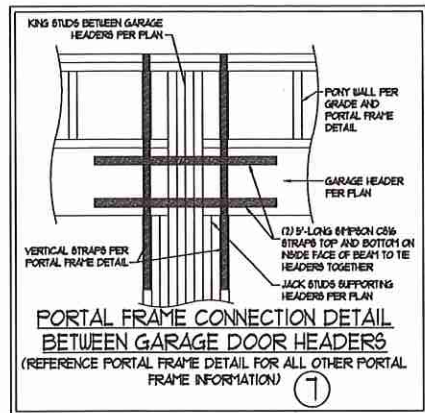 KING STUDS BETWEEN GARAGE
HEADERS PER PLAN
PONY WALL PER
GRADE AND
PORTAL FRAME
DETAIL
GARAGE HEADER
PER PLAN
(2) 5'-LONG SIMPSON CS16
STRAPS TOP AND BOTTOM ON
INSIDE FACE OF BEAM TO TIE
HEADERS TOGETHER
VERTICAL STRAPS PER
PORTAL FRAME DETAIL
JACK STUDS SUPPORTING
HEADERS PER PLAN
PORTAL FRAME CONNECTION DETAIL
BETWEEN GARAGE DOOR HEADERS
(REFERENCE PORTAL FRAME DETAIL FOR ALL OTHER PORTAL
FRAME INFORMATION)
7